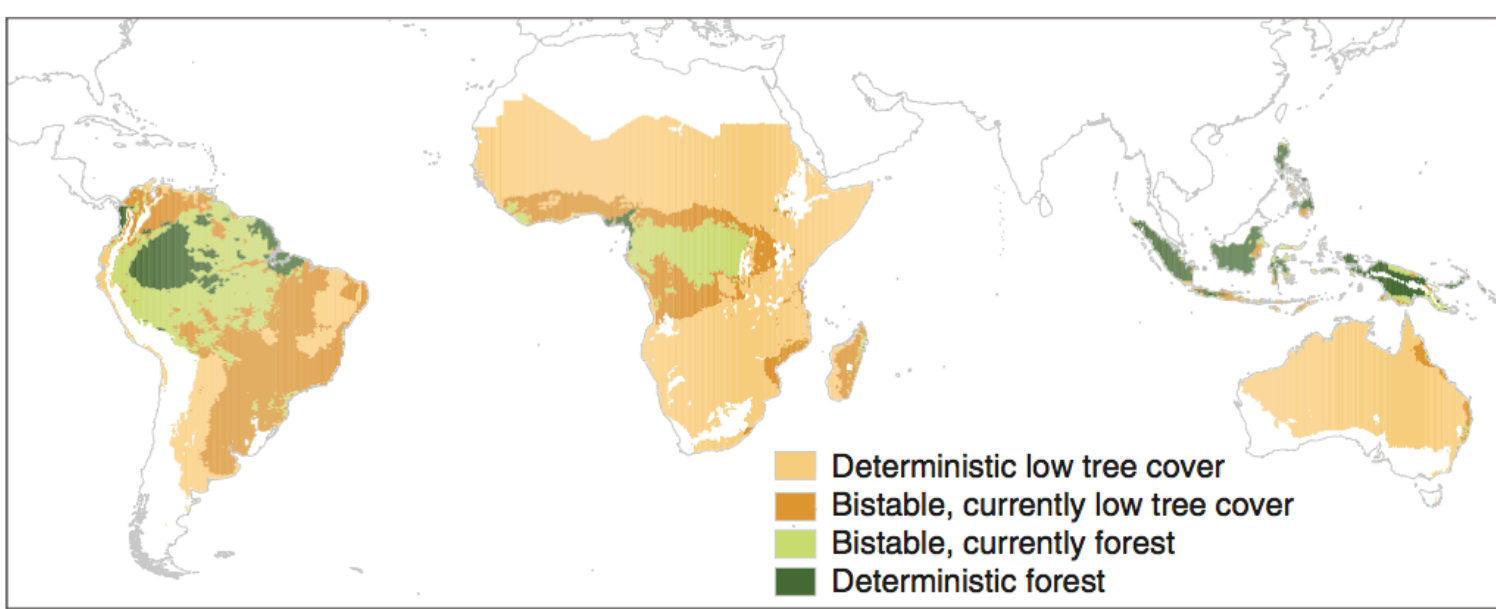 Deterministic low tree cover
Bistable, currently low tree cover
Bistable, currently forest
Deterministic forest